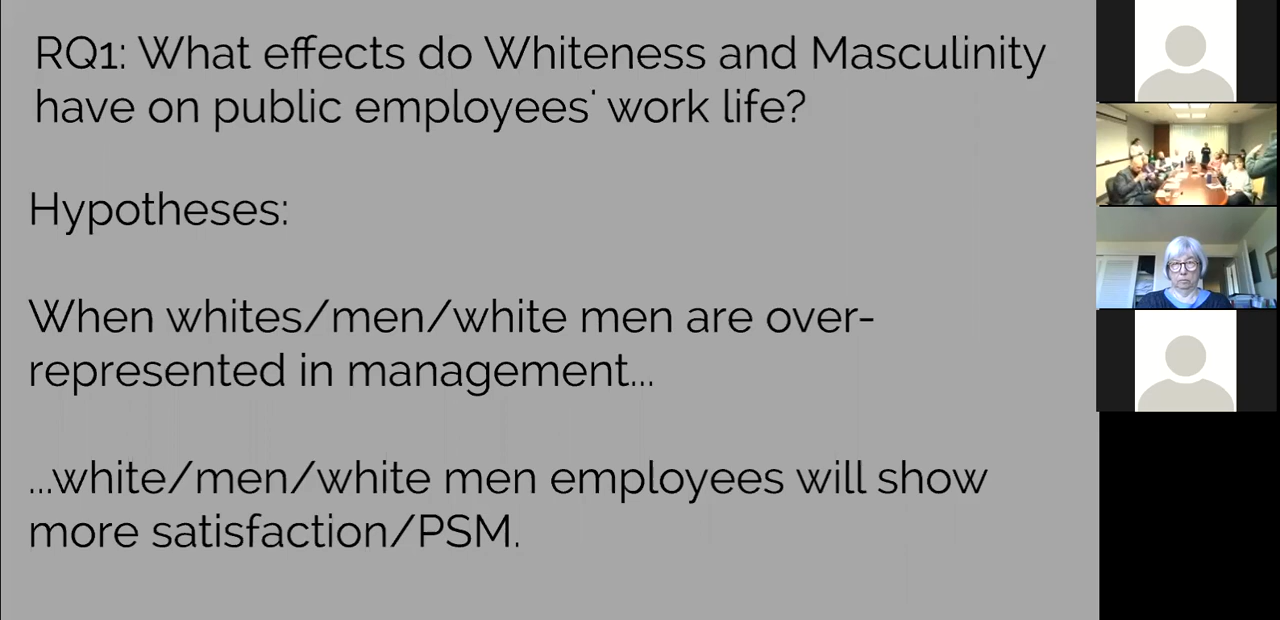 RQ1: What effects do Whiteness and Masculinity
have on public employees' work life?
Hypotheses:
When whites/men/white men are over-
represented in management...
...white/men/white men employees will show
more satisfaction/PSM.